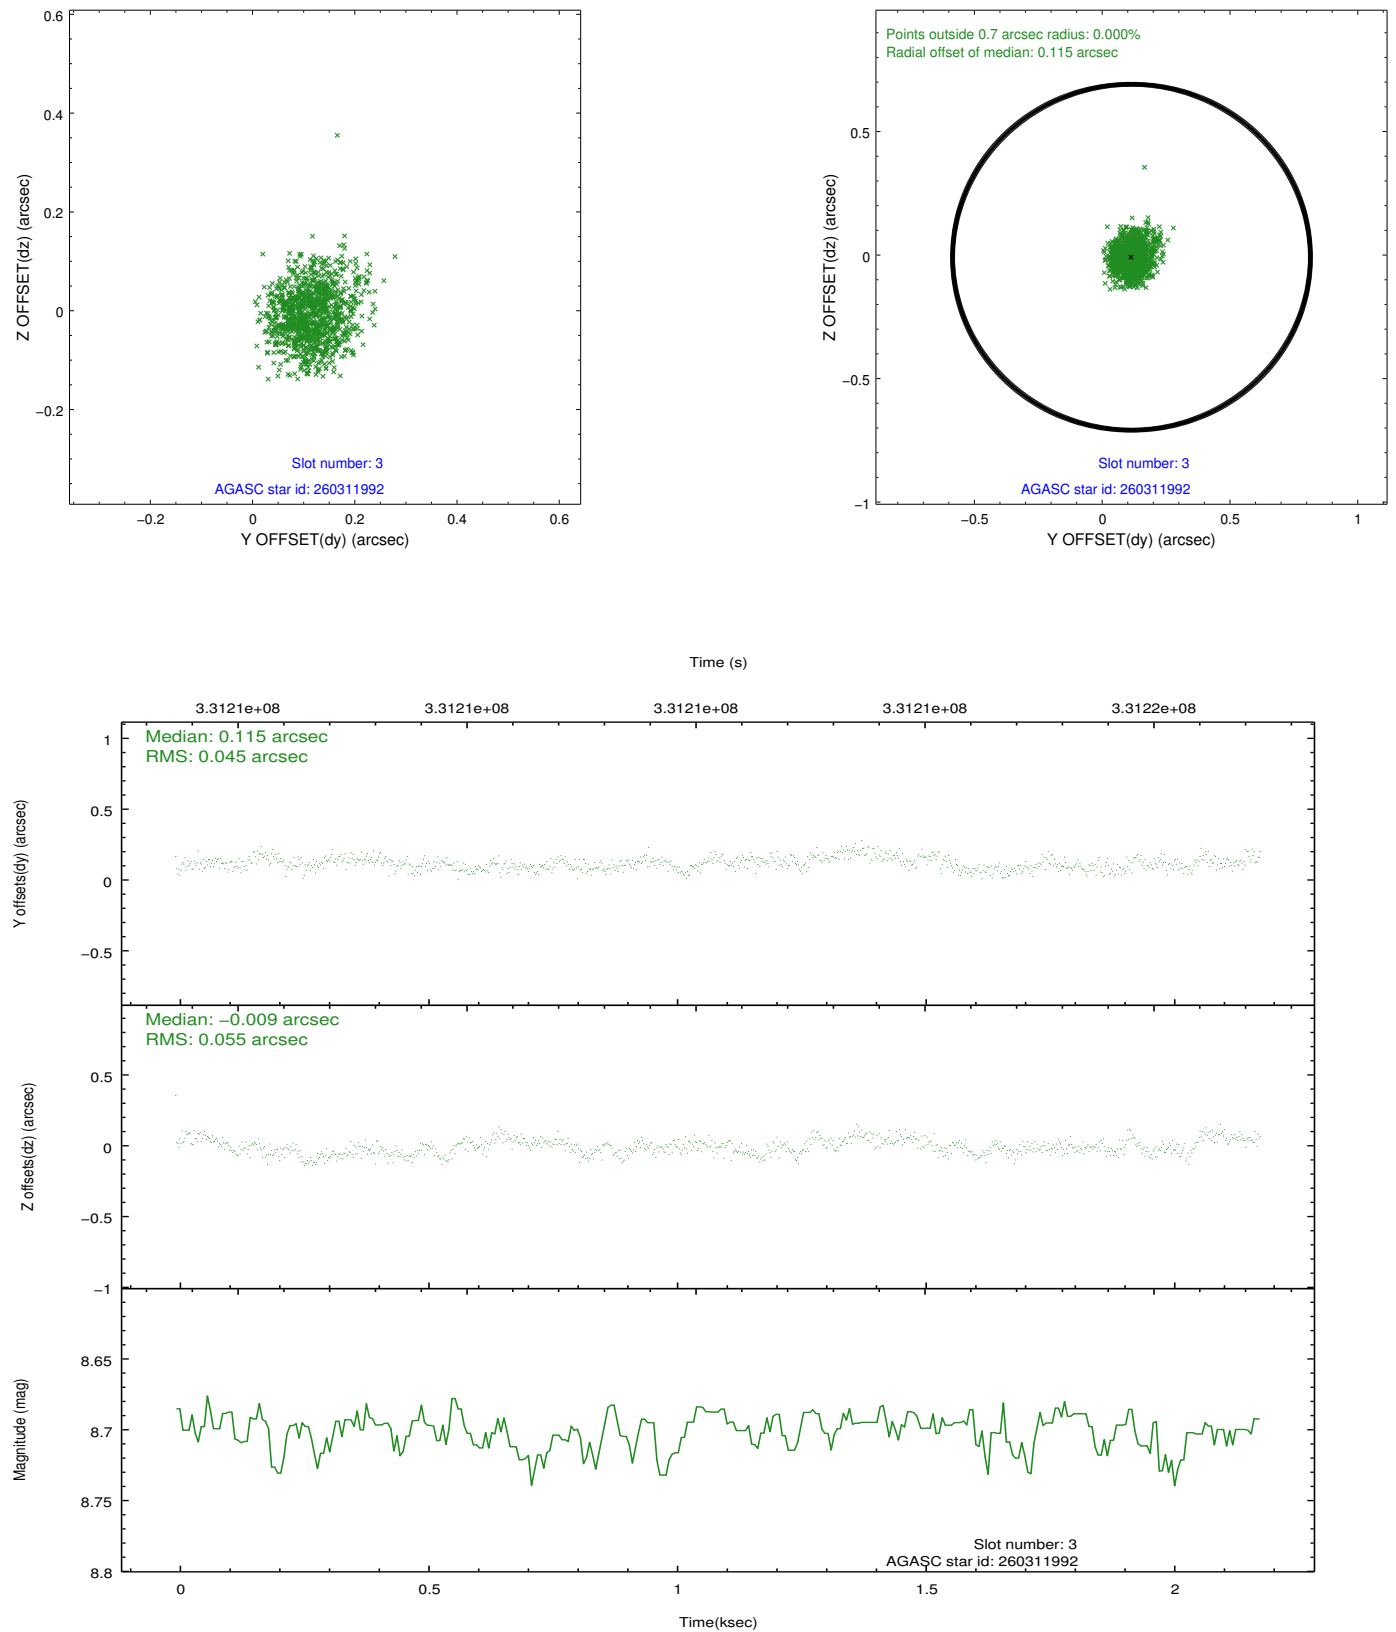 0.6
0.4
0.2
0
−0.2
Z OFFSET(dz) (arcsec)
Slot number: 3
AGASC star id: 260311992
−0.2
0
0.2
0.4
0.6
Y OFFSET(dy) (arcsec)
Points outside 0.7 arcsec radius: 0.000%
Radial offset of median: 0.115 arcsec
0.5
0
−0.5
−1
Z OFFSET(dz) (arcsec)
Slot number: 3
AGASC star id: 260311992
−0.5
0
0.5
1
Y OFFSET(dy) (arcsec)
Time (s)
3.3121e+08
3.3121e+08
3.3121e+08
3.3121e+08
3.3122e+08
Median: 0.115 arcsec
RMS: 0.045 arcsec
1
0.5
0
−0.5
Y offsets(dy) (arcsec)
Median: −0.009 arcsec
RMS: 0.055 arcsec
0.5
0
−0.5
−1
Z offsets(dz) (arcsec)
8.65
8.7
8.75
8.8
Magnitude (mag)
Slot number: 3
AGASC star id: 260311992
0
0.5
1
1.5
2
Time(ksec)